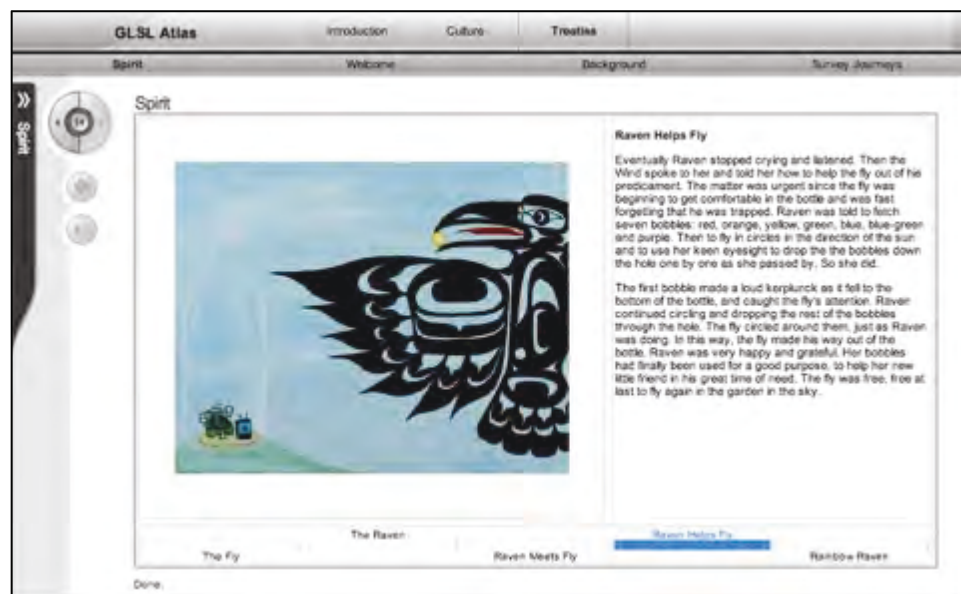 GLSL Atlas Introduction Culture Treaties
Spirit Welcome Background Survey Journeys
Spirit
Spirit
Raven Helps Fly
Eventually Raven stopped crying and listened. Then the
Wind spoke to her and told her how to help the fly out of his
predicament. The matter was urgent since the fly was
beginning to get comfortable in the bottle and was fast
forgetting that he was trapped. Raven was told to fetch
seven bobbles: red, orange, yellow, green, blue, blue-green
and purple. Then to fly in circles in the direction of the sun
and to use her keen eyesight to drop the the bobbles down
the hole one by one as she passed by. So she did.
The first bobble made a loud kerplunck as it fell to the
bottom of the bottle, and caught the fly's attention. Raven
continued circling and dropping the rest of the bobbles
through the hole. The fly circled around them, just as Raven
was doing. In this way, the fly made his way out of the
bottle. Raven was very happy and grateful. Her bobbles
had finally been used for a good purpose, to help her new
little friend in his great time of need. The fly was free, free at
last to fly again in the garden in the sky.
The Raven Raven Helps Fly
The Fly Raven Meets Fly Rainbow Raven
Done.